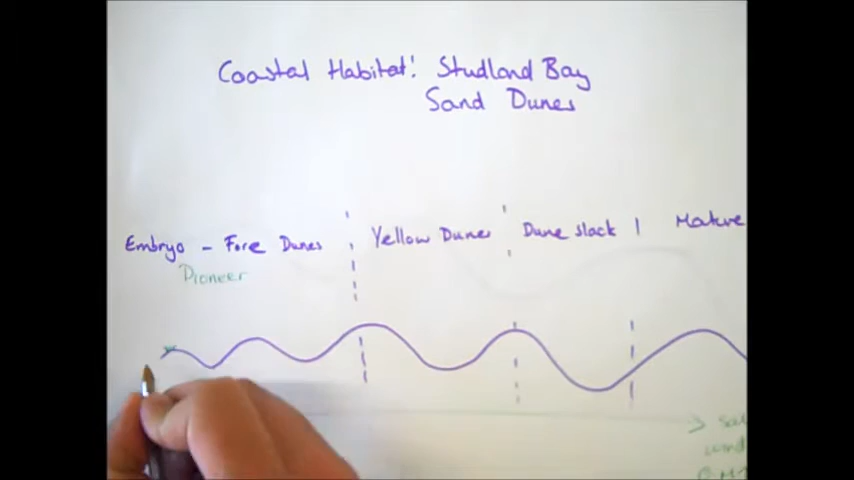 Coastal Habitat: Studland Bay
Sand Dunes
Embryo - Fore Dunes | Yellow Dunes | Dune slack | Mature
Pioneer